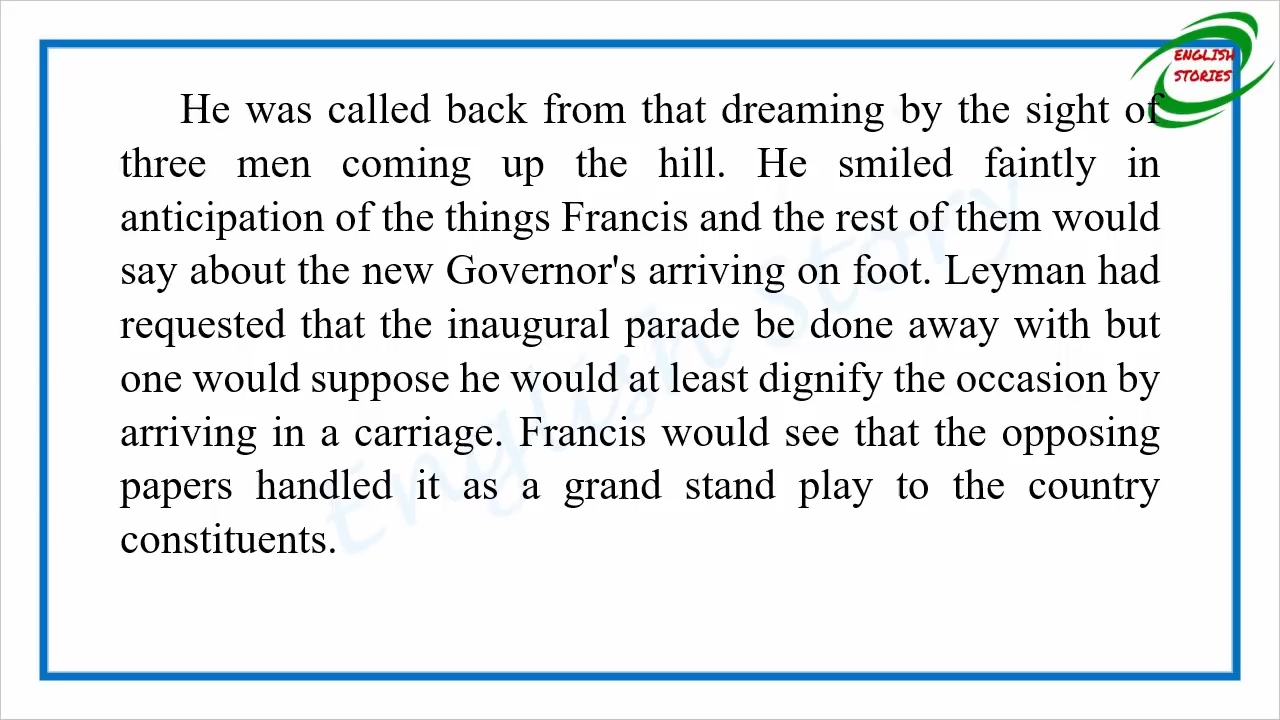 ENGLISH
STORIES
He was called back from that dreaming by the sight of
three men coming up the hill. He smiled faintly in
anticipation of the things Francis and the rest of them would
say about the new Governor's arriving on foot. Leyman had
requested that the inaugural parade be done away with but
one would suppose he would at least dignify the occasion by
arriving in a carriage. Francis would see that the opposing
papers handled it as a grand stand play to the country
constituents.
English Story